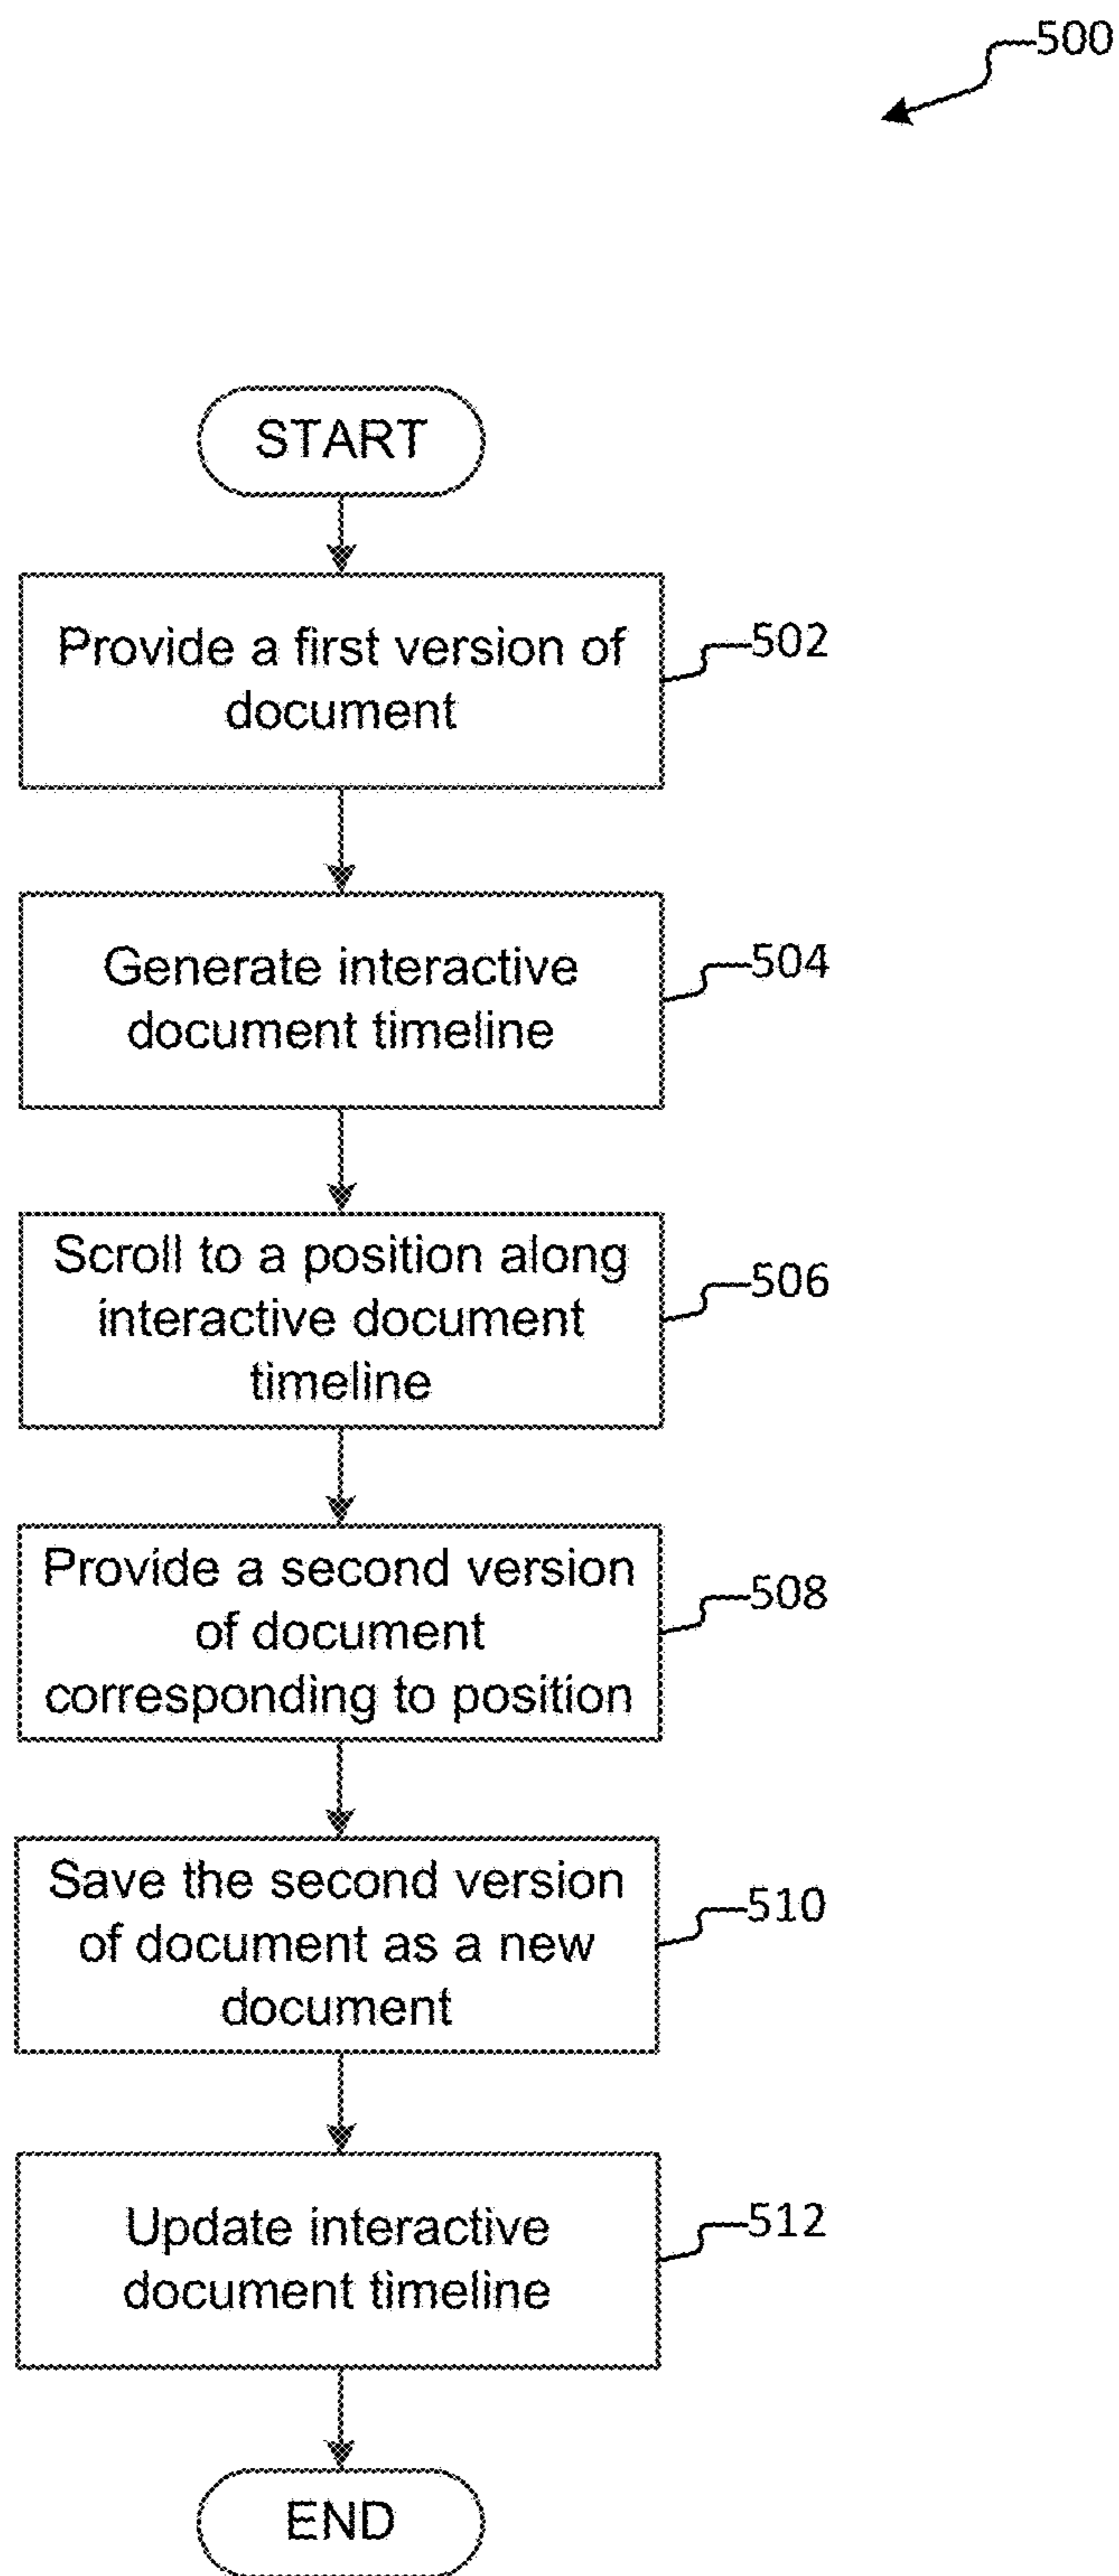 500
START
Provide a first version of
document
502
Generate interactive
document timeline
504
Scroll to a position along
interactive document
timeline
506
Provide a second version
of document
corresponding to position
508
Save the second version
of document as a new
document
510
Update interactive
document timeline
512
END